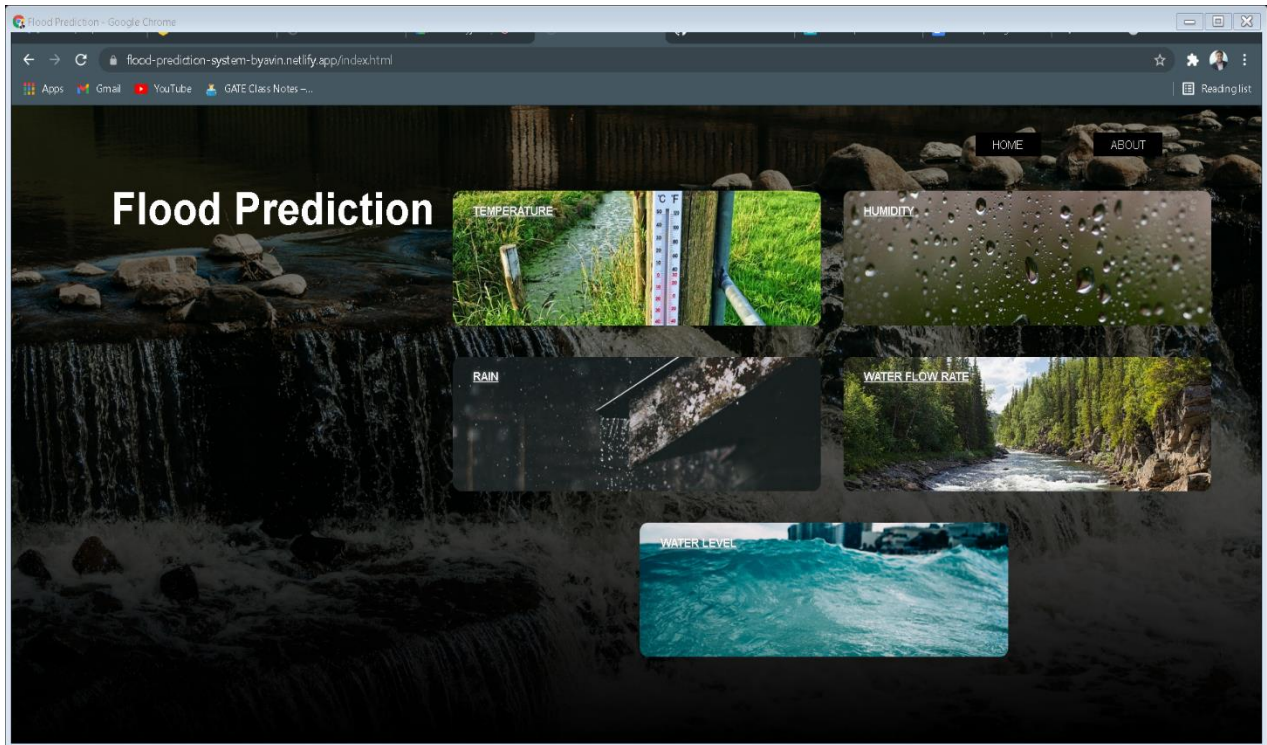 Flood Prediction - Google Chrome
flood-prediction-system-byavin.netlify.app/index.html
Apps Gmail YouTube GATE Class Notes –... Reading list
HOME ABOUT
Flood Prediction
TEMPERATURE
°C °F
HUMIDITY
RAIN
WATER FLOW RATE
WATER LEVEL